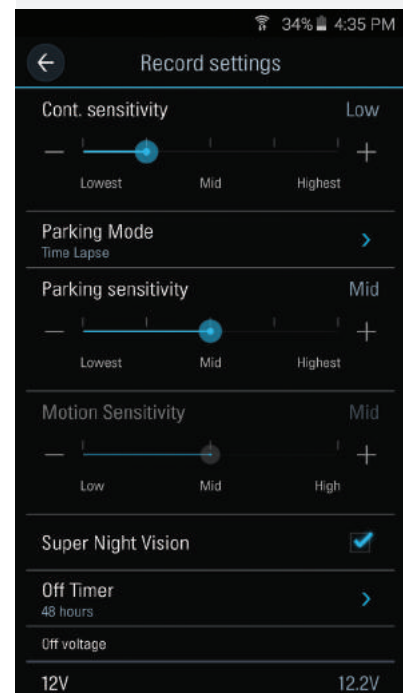 34% 4:35 PM
Record settings
Cont. sensitivity Low
Lowest Mid Highest
Parking Mode
Time Lapse
Parking sensitivity Mid
Lowest Mid Highest
Motion Sensitivity Mid
Low Mid High
Super Night Vision
Off Timer
48 hours
Off voltage
12V 12.2V